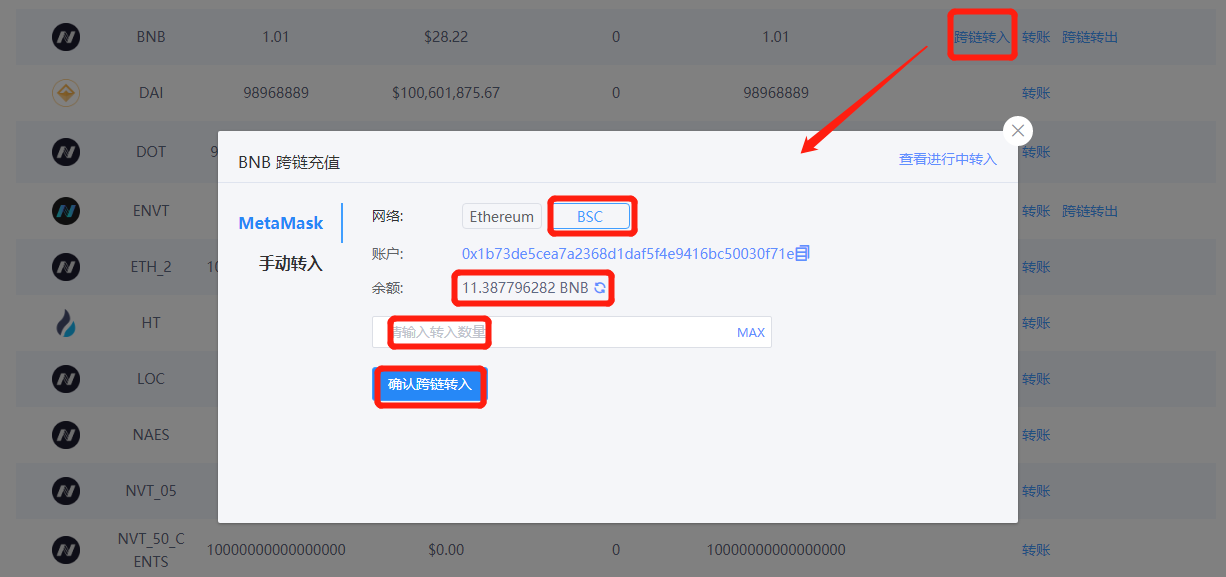 BNB 1.01 $28.22 0 1.01 跨链转入 转账 跨链转出
DAI 98968889 $100,601,875.67 0 98968889 转账
DOT 9 转账
BNB 跨链充值 查看进行中转入
ENVT 转账 跨链转出
MetaMask 网络: Ethereum BSC
手动转入 账户: 0x1b73de5cea7a2368d1daf5f4e9416bc50030f71e
ETH_2 10 转账
余额: 11.387796282 BNB
HT 转账
请输入转入数量 MAX
LOC 转账
确认跨链转入
NAES 转账
NVT_05 转账
NVT_50_C
ENTS 10000000000000000 $0.00 0 10000000000000000 转账